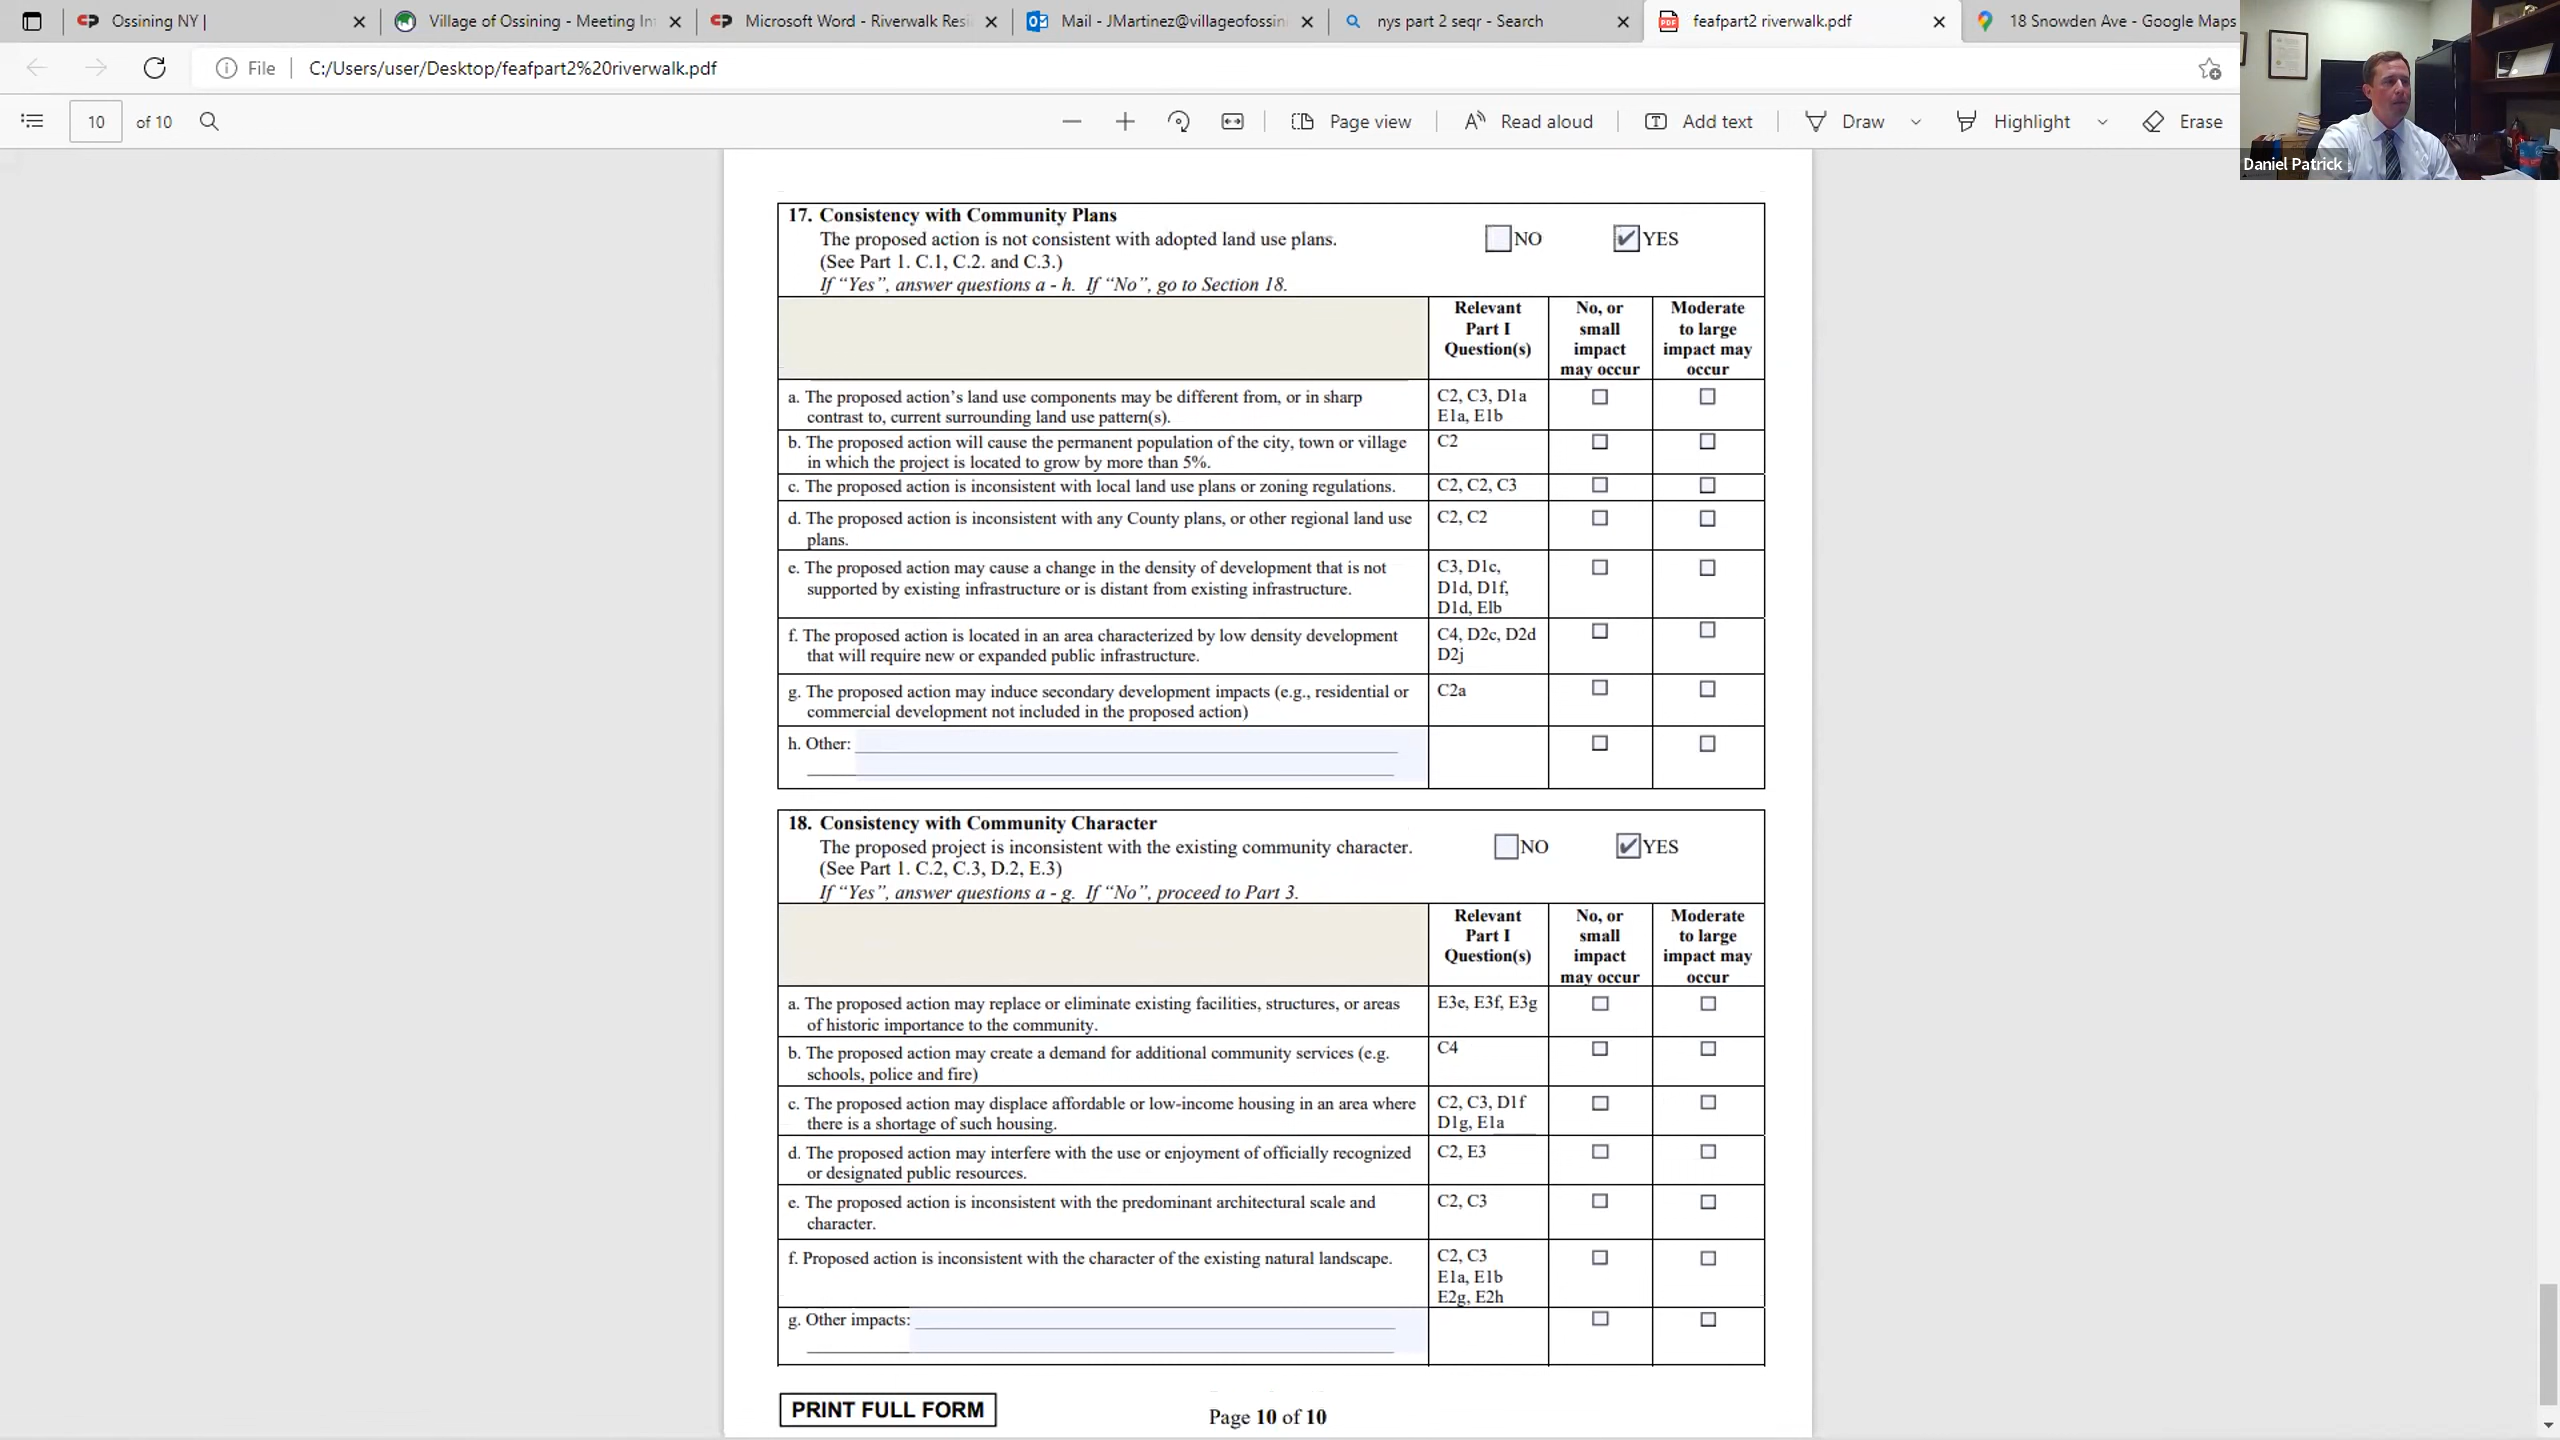 Ossining NY |
Village of Ossining - Meeting In
Microsoft Word - Riverwalk Resi
Mail - JMartinez@villageofossin
nys part 2 seqr - Search
feafpart2 riverwalk.pdf
18 Snowden Ave - Google Maps
File C:/Users/user/Desktop/feafpart2%20riverwalk.pdf
10 of 10
Page view
Read aloud
Add text
Draw
Highlight
Erase
Daniel Patrick
17. Consistency with Community Plans
The proposed action is not consistent with adopted land use plans. NO YES
(See Part 1. C.1, C.2. and C.3.)
If “Yes”, answer questions a - h. If “No”, go to Section 18.
Relevant Part I Question(s)
No, or small impact may occur
Moderate to large impact may occur
a. The proposed action’s land use components may be different from, or in sharp
contrast to, current surrounding land use pattern(s).
C2, C3, D1a
E1a, E1b
b. The proposed action will cause the permanent population of the city, town or village
in which the project is located to grow by more than 5%.
C2
c. The proposed action is inconsistent with local land use plans or zoning regulations.
C2, C2, C3
d. The proposed action is inconsistent with any County plans, or other regional land use
plans.
C2, C2
e. The proposed action may cause a change in the density of development that is not
supported by existing infrastructure or is distant from existing infrastructure.
C3, D1c,
D1d, D1f,
D1d, Elb
f. The proposed action is located in an area characterized by low density development
that will require new or expanded public infrastructure.
C4, D2c, D2d
D2j
g. The proposed action may induce secondary development impacts (e.g., residential or
commercial development not included in the proposed action)
C2a
h. Other:
18. Consistency with Community Character
The proposed project is inconsistent with the existing community character. NO YES
(See Part 1. C.2, C.3, D.2, E.3)
If “Yes”, answer questions a - g. If “No”, proceed to Part 3.
Relevant Part I Question(s)
No, or small impact may occur
Moderate to large impact may occur
a. The proposed action may replace or eliminate existing facilities, structures, or areas
of historic importance to the community.
E3e, E3f, E3g
b. The proposed action may create a demand for additional community services (e.g.
schools, police and fire)
C4
c. The proposed action may displace affordable or low-income housing in an area where
there is a shortage of such housing.
C2, C3, D1f
D1g, E1a
d. The proposed action may interfere with the use or enjoyment of officially recognized
or designated public resources.
C2, E3
e. The proposed action is inconsistent with the predominant architectural scale and
character.
C2, C3
f. Proposed action is inconsistent with the character of the existing natural landscape.
C2, C3
E1a, E1b
E2g, E2h
g. Other impacts:
PRINT FULL FORM
Page 10 of 10